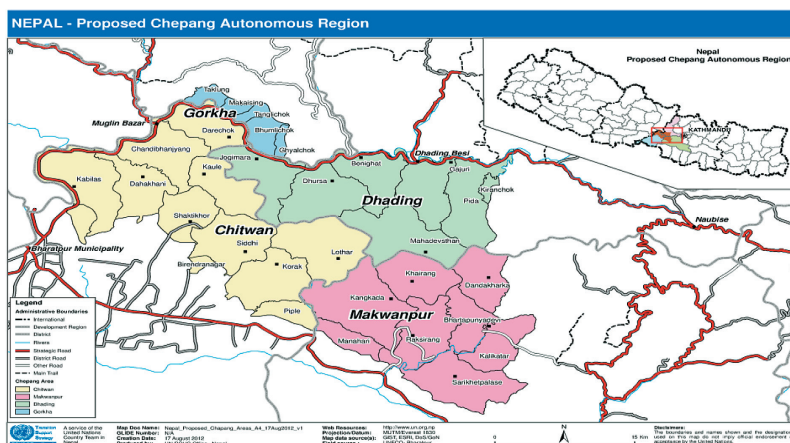 NEPAL - Proposed Chepang Autonomous Region
Nepal
Proposed Chepang Autonomous Region
KATHMANDU
Taklung
Makaising
Gorkha
Tanglichok
Muglin Bazar
Darechok
Bhumlichok
Chandibhanjyang
Ghyalchok
Jogimara
Dhading Besi
Benighat
Gajuri
Kaule
Kabilas
Dahakhani
Dhursa
Kiranchok
Dhading
Pida
Naubise
Shaktikhor
Chitwan
Bharatpur Municipality
Siddhi
Mahadevsthan
Lothar
Birendranagar
Korak
Khairang
Dandakharka
Kangkada
Piple
Makwanpur
Bhartapunyadevi
Manahari
Raksirang
Kalikatar
Sarikhetpalase
Legend
Administrative Boundaries
International
Development Region
District
Rivers
Strategic Road
District Road
Other Road
Main Trail
Chepang Area
Chitwan
Makwanpur
Dhading
Gorkha
A service of the
United Nations
Country Team in
Nepal
Map Doc Name: Nepal_Proposed_Chepang_Areas_A4_17Aug2012_v1
GLIDE Number: N/A
Creation Date: 17 August 2012
Web Resources: http://www.un.org.np
Projection/Datum: MUTM/Everest 1830
Map data source(s): GIST, ESRI, DoS/GoN
N
0
15 Km
Disclaimers:
The boundaries and names shown and the designations
used on this map do not imply official endorsement or
acceptance by the United Nations.